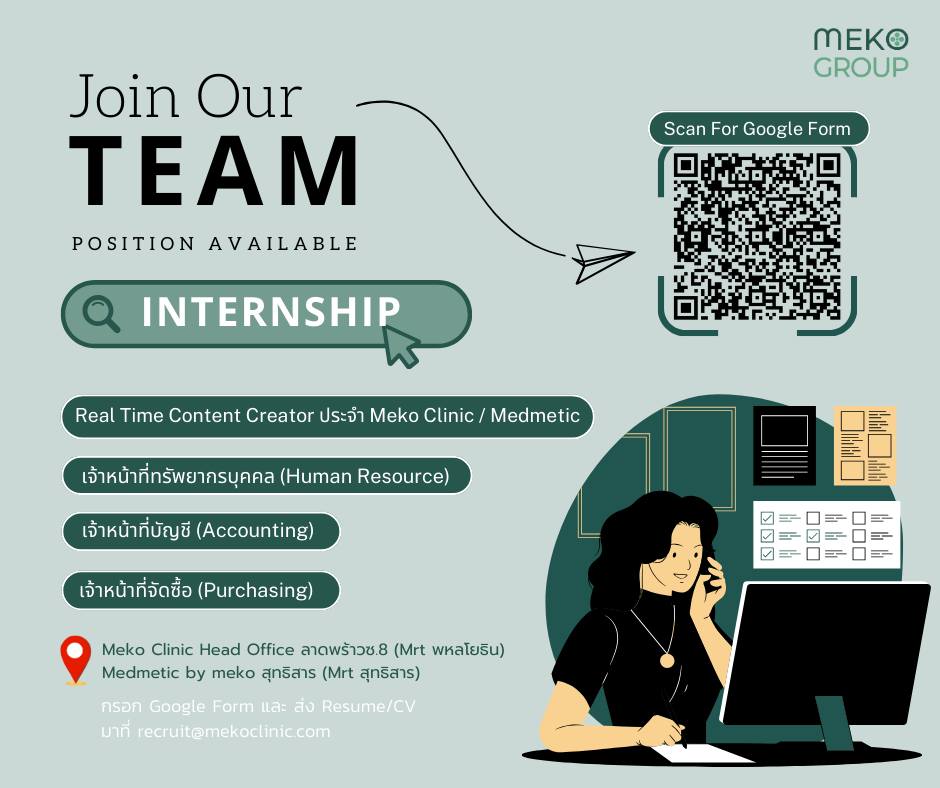 MEKO
GROUP
Join Our
TEAM
POSITION AVAILABLE
Scan For Google Form
INTERNSHIP
Real Time Content Creator ประจำ Meko Clinic / Medmetic
เจ้าหน้าที่ทรัพยากรบุคคล (Human Resource)
เจ้าหน้าที่บัญชี (Accounting)
เจ้าหน้าที่จัดซื้อ (Purchasing)
Meko Clinic Head Office ลาดพร้าวซ.8 (Mrt พหลโยธิน)
Medmetic by meko สุทธิสาร (Mrt สุทธิสาร)
กรอก Google Form และ ส่ง Resume/CV
มาที่ recruit@mekoclinic.com